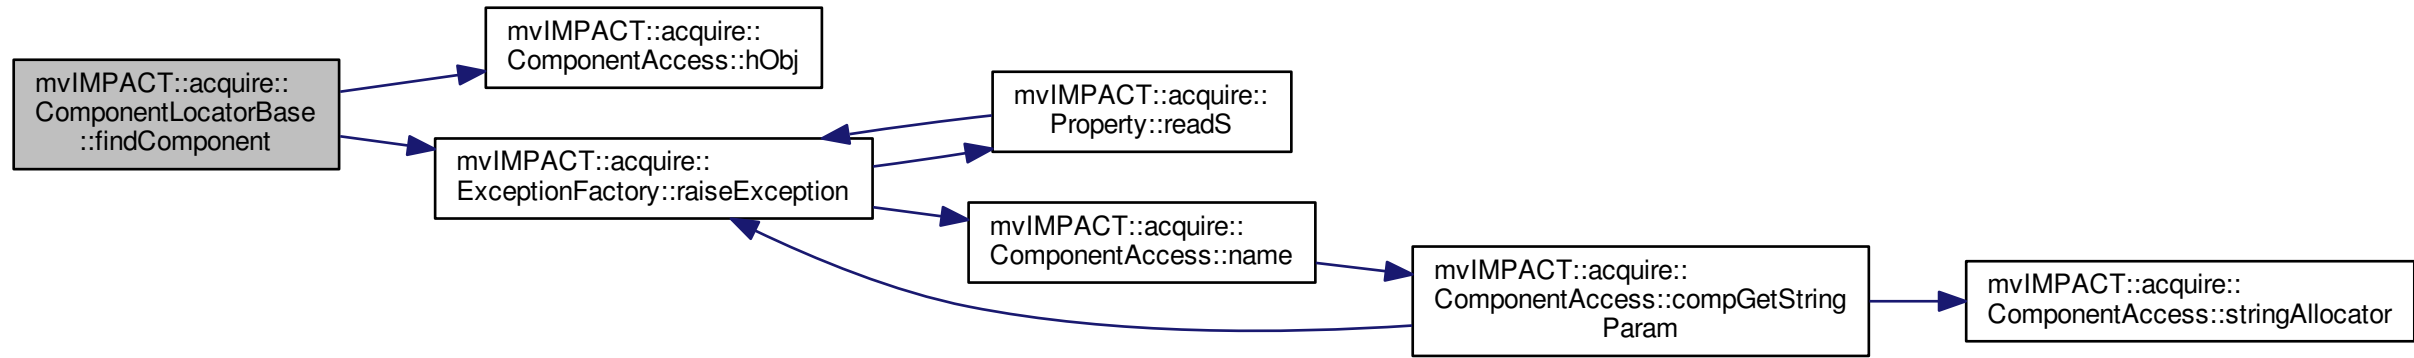 mvIMPACT::acquire::
ComponentLocatorBase
::findComponent
mvIMPACT::acquire::
ComponentAccess::hObj
mvIMPACT::acquire::
ExceptionFactory::raiseException
mvIMPACT::acquire::
Property::readS
mvIMPACT::acquire::
ComponentAccess::name
mvIMPACT::acquire::
ComponentAccess::compGetString
Param
mvIMPACT::acquire::
ComponentAccess::stringAllocator